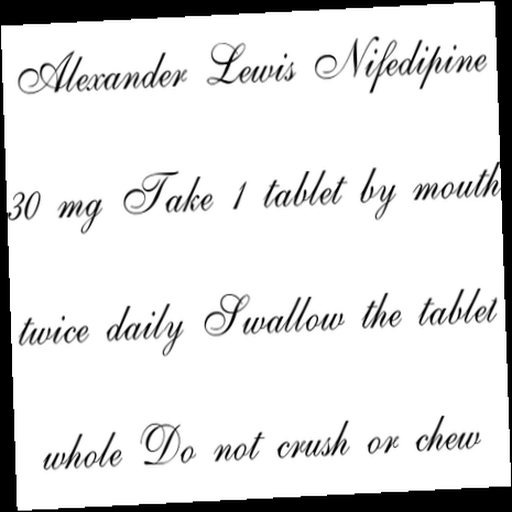 Alexander Lewis Nifedipine
30 mg Take 1 tablet by mouth
twice daily Swallow the tablet
whole Do not crush or chew